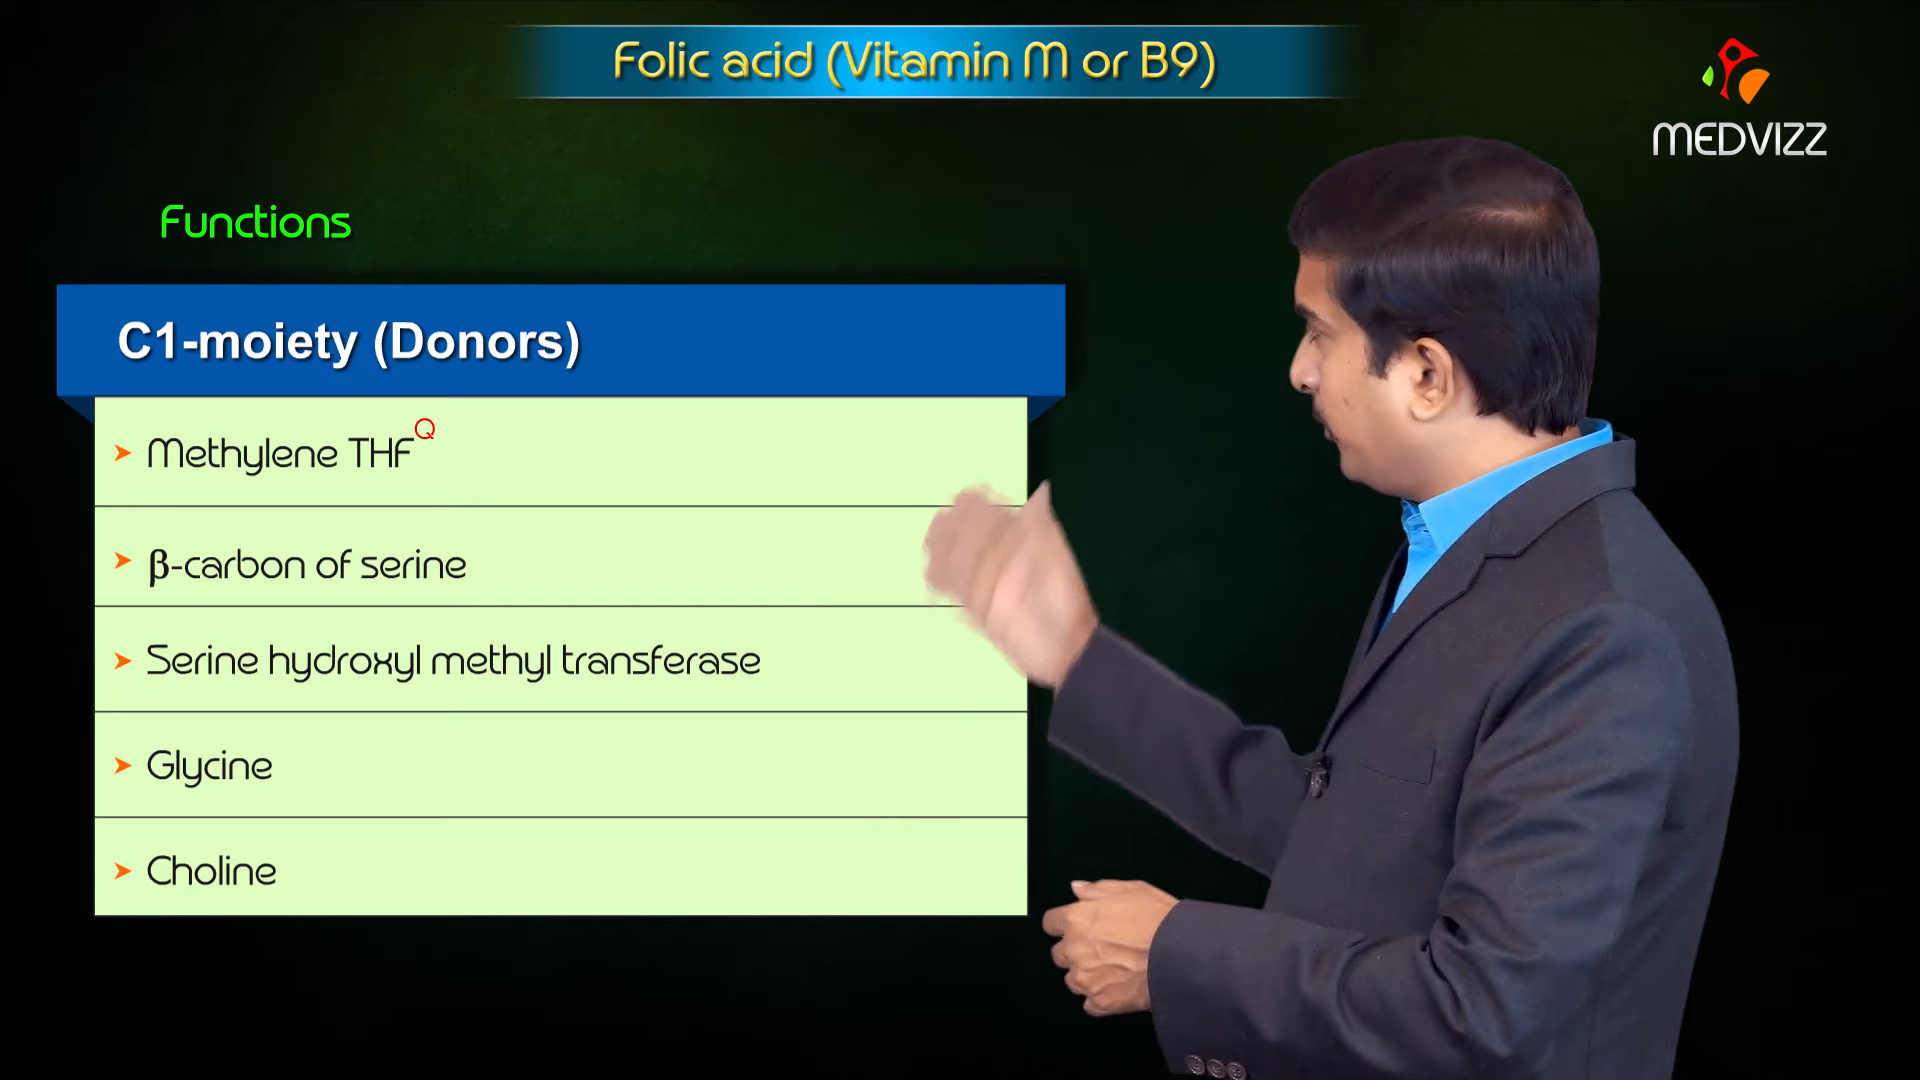 Folic acid (Vitamin M or B9)
MEDVIZZ
Functions
C1-moiety (Donors)
➤ Methylene THF Q
➤ β-carbon of serine
➤ Serine hydroxyl methyl transferase
➤ Glycine
➤ Choline